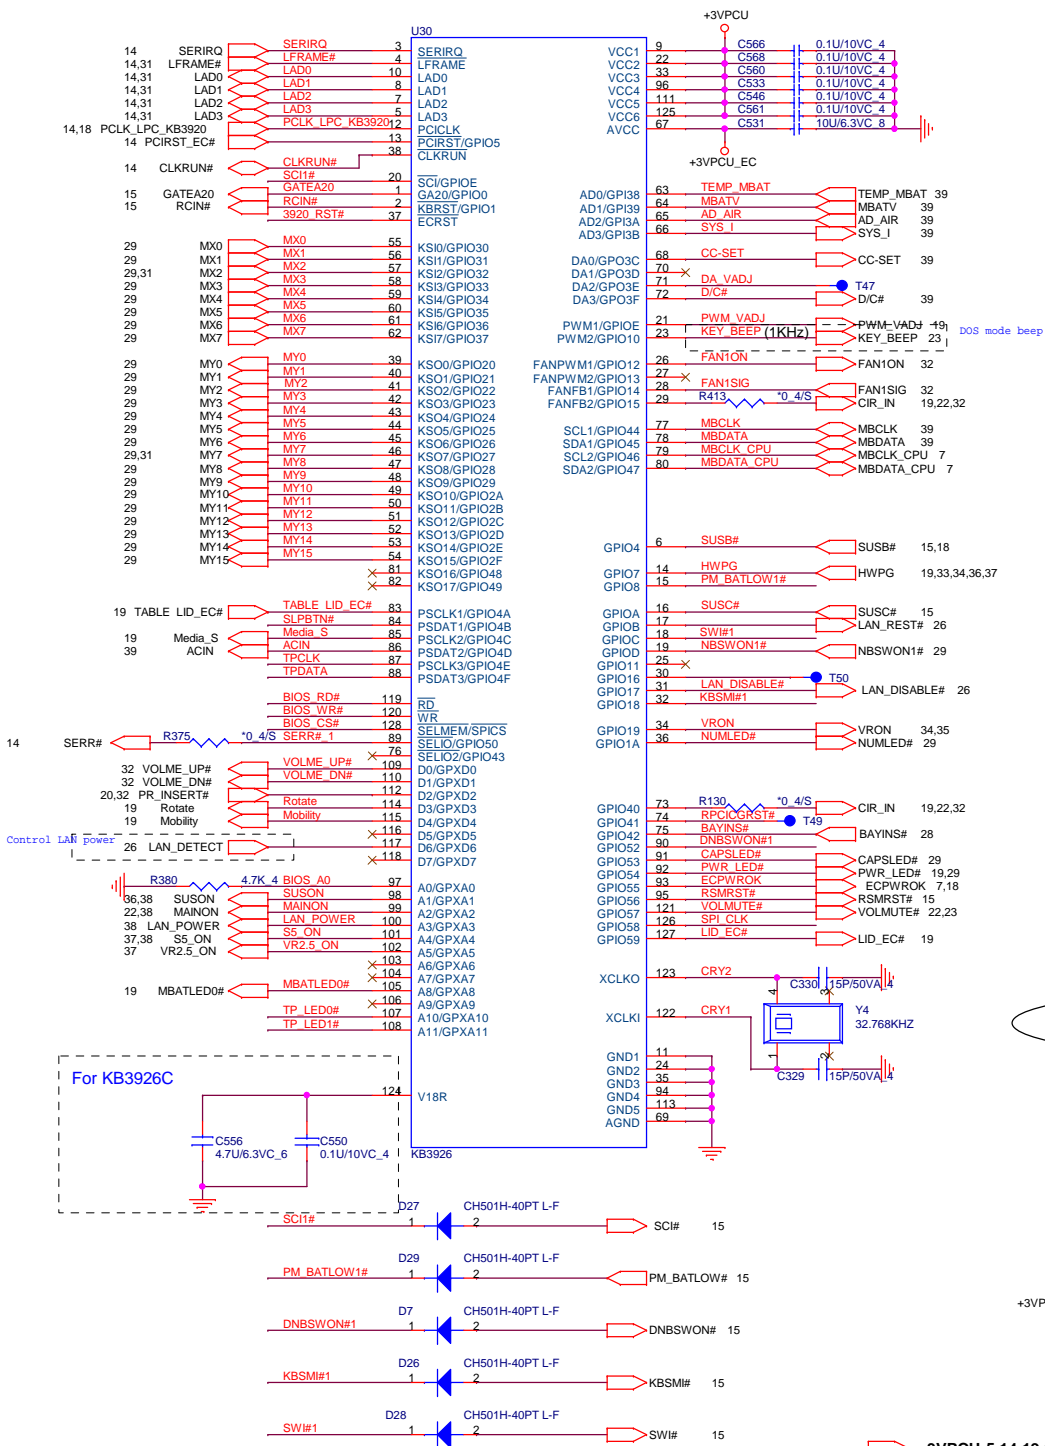 +3VPCU
U30
14 SERIRQ SERIRQ 3 SERIRQ VCC1 9 C566 0.1U/10VC_4
14,31 LFRAME# LFRAME# 4 LFRAME VCC2 22 C568 0.1U/10VC_4
14,31 LAD0 LAD0 10 LAD0 VCC3 33 C560 0.1U/10VC_4
14,31 LAD1 LAD1 8 LAD1 VCC4 96 C533 0.1U/10VC_4
14,31 LAD2 LAD2 7 LAD2 VCC5 111 C546 0.1U/10VC_4
14,31 LAD3 LAD3 5 LAD3 VCC6 125 C561 0.1U/10VC_4
14,18 PCLK_LPC_KB3920 PCLK_LPC_KB3920 12 PCICLK AVCC 67 C531 10U/6.3VC_8
14 PCIRST_EC# 13 PCIRST/GPIO5
38 CLKRUN +3VPCU_EC
14 CLKRUN# CLKRUN#
SCI1# 20 SCI/GPIOE
15 GATEA20 GATEA20 1 GA20/GPIO0 AD0/GPI38 63 TEMP_MBAT TEMP_MBAT 39
15 RCIN# RCIN# 2 KBRST/GPIO1 AD1/GPI39 64 MBATV MBATV 39
3920_RST# 37 ECRST AD2/GPI3A 65 AD_AIR AD_AIR 39
AD3/GPI3B 66 SYS_I SYS_I 39
29 MX0 MX0 55 KSI0/GPIO30
29 MX1 MX1 56 KSI1/GPIO31 DA0/GPO3C 68 CC-SET CC-SET 39
29,31 MX2 MX2 57 KSI2/GPIO32 DA1/GPO3D 70
29 MX3 MX3 58 KSI3/GPIO33 DA2/GPO3E 71 DA_VADJ T47
29 MX4 MX4 59 KSI4/GPIO34 DA3/GPO3F 72 D/C# D/C# 39
29 MX5 MX5 60 KSI5/GPIO35
29 MX6 MX6 61 KSI6/GPIO36 PWM1/GPIOE 21 PWM_VADJ PWM_VADJ 19
29 MX7 MX7 62 KSI7/GPIO37 PWM2/GPIO10 23 KEY_BEEP (1KHz) KEY_BEEP 23 DOS mode beep
29 MY0 MY0 39 KSO0/GPIO20 FANPWM1/GPIO12 26 FAN1ON FAN1ON 32
29 MY1 MY1 40 KSO1/GPIO21 FANPWM2/GPIO13 27
29 MY2 MY2 41 KSO2/GPIO22 FANFB1/GPIO14 28 FAN1SIG FAN1SIG 32
29 MY3 MY3 42 KSO3/GPIO23 FANFB2/GPIO15 29 R413 *0_4/S CIR_IN 19,22,32
29 MY4 MY4 43 KSO4/GPIO24
29 MY5 MY5 44 KSO5/GPIO25 SCL1/GPIO44 77 MBCLK MBCLK 39
29 MY6 MY6 45 KSO6/GPIO26 SDA1/GPIO45 78 MBDATA MBDATA 39
29,31 MY7 MY7 46 KSO7/GPIO27 SCL2/GPIO46 79 MBCLK_CPU MBCLK_CPU 7
29 MY8 MY8 47 KSO8/GPIO28 SDA2/GPIO47 80 MBDATA_CPU MBDATA_CPU 7
29 MY9 MY9 48 KSO9/GPIO29
29 MY10 MY10 49 KSO10/GPIO2A
29 MY11 MY11 50 KSO11/GPIO2B
29 MY12 MY12 51 KSO12/GPIO2C
29 MY13 MY13 52 KSO13/GPIO2D
29 MY14 MY14 53 KSO14/GPIO2E GPIO4 6 SUSB# SUSB# 15,18
29 MY15 MY15 54 KSO15/GPIO2F
81 KSO16/GPIO48 GPIO7 14 HWPG HWPG 19,33,34,36,37
82 KSO17/GPIO49 GPIO8 15 PM_BATLOW1#
19 TABLE LID_EC# TABLE LID_EC# 83 PSCLK1/GPIO4A GPIOA 16 SUSC# SUSC# 15
SLPBTN# 84 PSDAT1/GPIO4B GPIOB 17 LAN_REST# 26
19 Media_S Media_S 85 PSCLK2/GPIO4C GPIOC 18 SWI#1
39 ACIN ACIN 86 PSDAT2/GPIO4D GPIOD 19 NBSWON1# NBSWON1# 29
TPCLK 87 PSCLK3/GPIO4E GPIO11 25
TPDATA 88 PSDAT3/GPIO4F GPIO16 30 T50
GPIO17 31 LAN_DISABLE# LAN_DISABLE# 26
BIOS_RD# 119 RD GPIO18 32 KBSMI#1
BIOS_WR# 120 WR
BIOS_CS# 128 SELMEM/SPICS GPIO19 34 VRON VRON 34,35
14 SERR# R375 *0_4/S SERR#_1 89 SELIO/GPIO50 GPIO1A 36 NUMLED# NUMLED# 29
76 SELIO2/GPIO43
32 VOLME_UP# VOLME_UP# 109 D0/GPXD0
32 VOLME_DN# VOLME_DN# 110 D1/GPXD1
20,32 PR_INSERT# 112 D2/GPXD2
19 Rotate Rotate 114 D3/GPXD3 GPIO40 73 R130 *0_4/S CIR_IN 19,22,32
19 Mobility Mobility 115 D4/GPXD4 GPIO41 74 RPCICGRST# T49
116 D5/GPXD5 GPIO42 75 BAYINS# BAYINS# 28
Control LAN power
26 LAN_DETECT 117 D6/GPXD6 GPIO52 90 DNBSWON#1
118 D7/GPXD7 GPIO53 91 CAPSLED# CAPSLED# 29
GPIO54 92 PWR_LED# PWR_LED# 19,29
R380 4.7K_4 BIOS_A0 97 A0/GPXA0 GPIO55 93 ECPWROK ECPWROK 7,18
36,38 SUSON SUSON 98 A1/GPXA1 GPIO56 95 RSMRST# RSMRST# 15
22,38 MAINON MAINON 99 A2/GPXA2 GPIO57 121 VOLMUTE# VOLMUTE# 22,23
38 LAN_POWER LAN_POWER 100 A3/GPXA3 GPIO58 126 SPI_CLK
37,38 S5_ON S5_ON 101 A4/GPXA4 GPIO59 127 LID_EC# LID_EC# 19
37 VR2.5_ON VR2.5_ON 102 A5/GPXA5
103 A6/GPXA6
104 A7/GPXA7 XCLKO 123 CRY2 C330 15P/50VA_4
19 MBATLED0# MBATLED0# 105 A8/GPXA8 4 3
106 A9/GPXA9
TP_LED0# 107 A10/GPXA10 XCLKI 122 CRY1 Y4
TP_LED1# 108 A11/GPXA11 32.768KHZ
1 2
GND1 11
For KB3926C GND2 24
GND3 35 C329 15P/50VA_4
124 V18R GND4 94
GND5 113
AGND 69
C556 C550
4.7U/6.3VC_6 0.1U/10VC_4 KB3926
D27 CH501H-40PT L-F
SCI1# 1 2 SCI# 15
D29 CH501H-40PT L-F
PM_BATLOW1# 1 2 PM_BATLOW# 15
+3VP
D7 CH501H-40PT L-F
DNBSWON#1 1 2 DNBSWON# 15
D26 CH501H-40PT L-F
KBSMI#1 1 2 KBSMI# 15
D28 CH501H-40PT L-F
SWI#1 1 2 SWI# 15